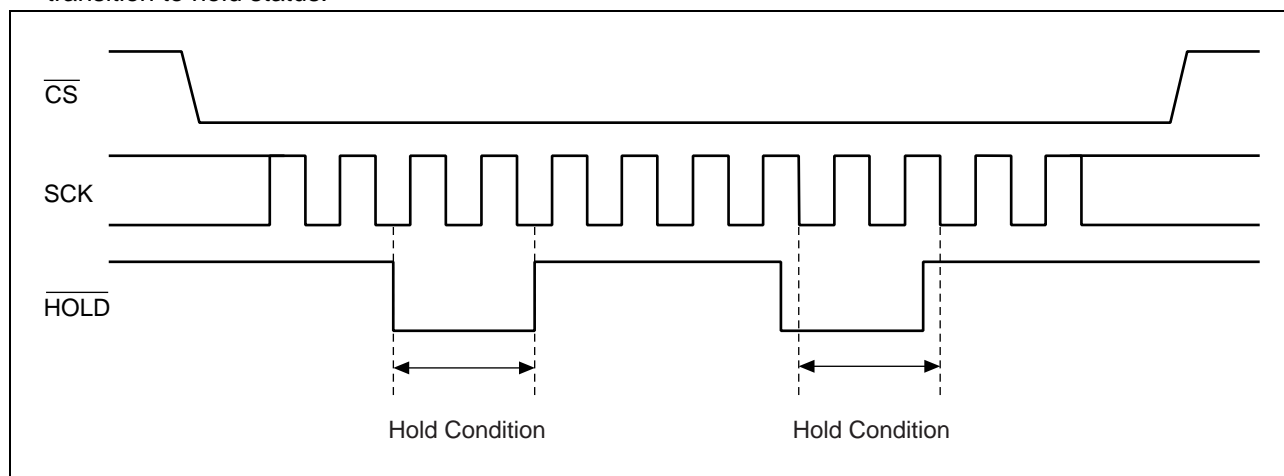 transition to hold status.
CS
SCK
HOLD
Hold Condition Hold Condition